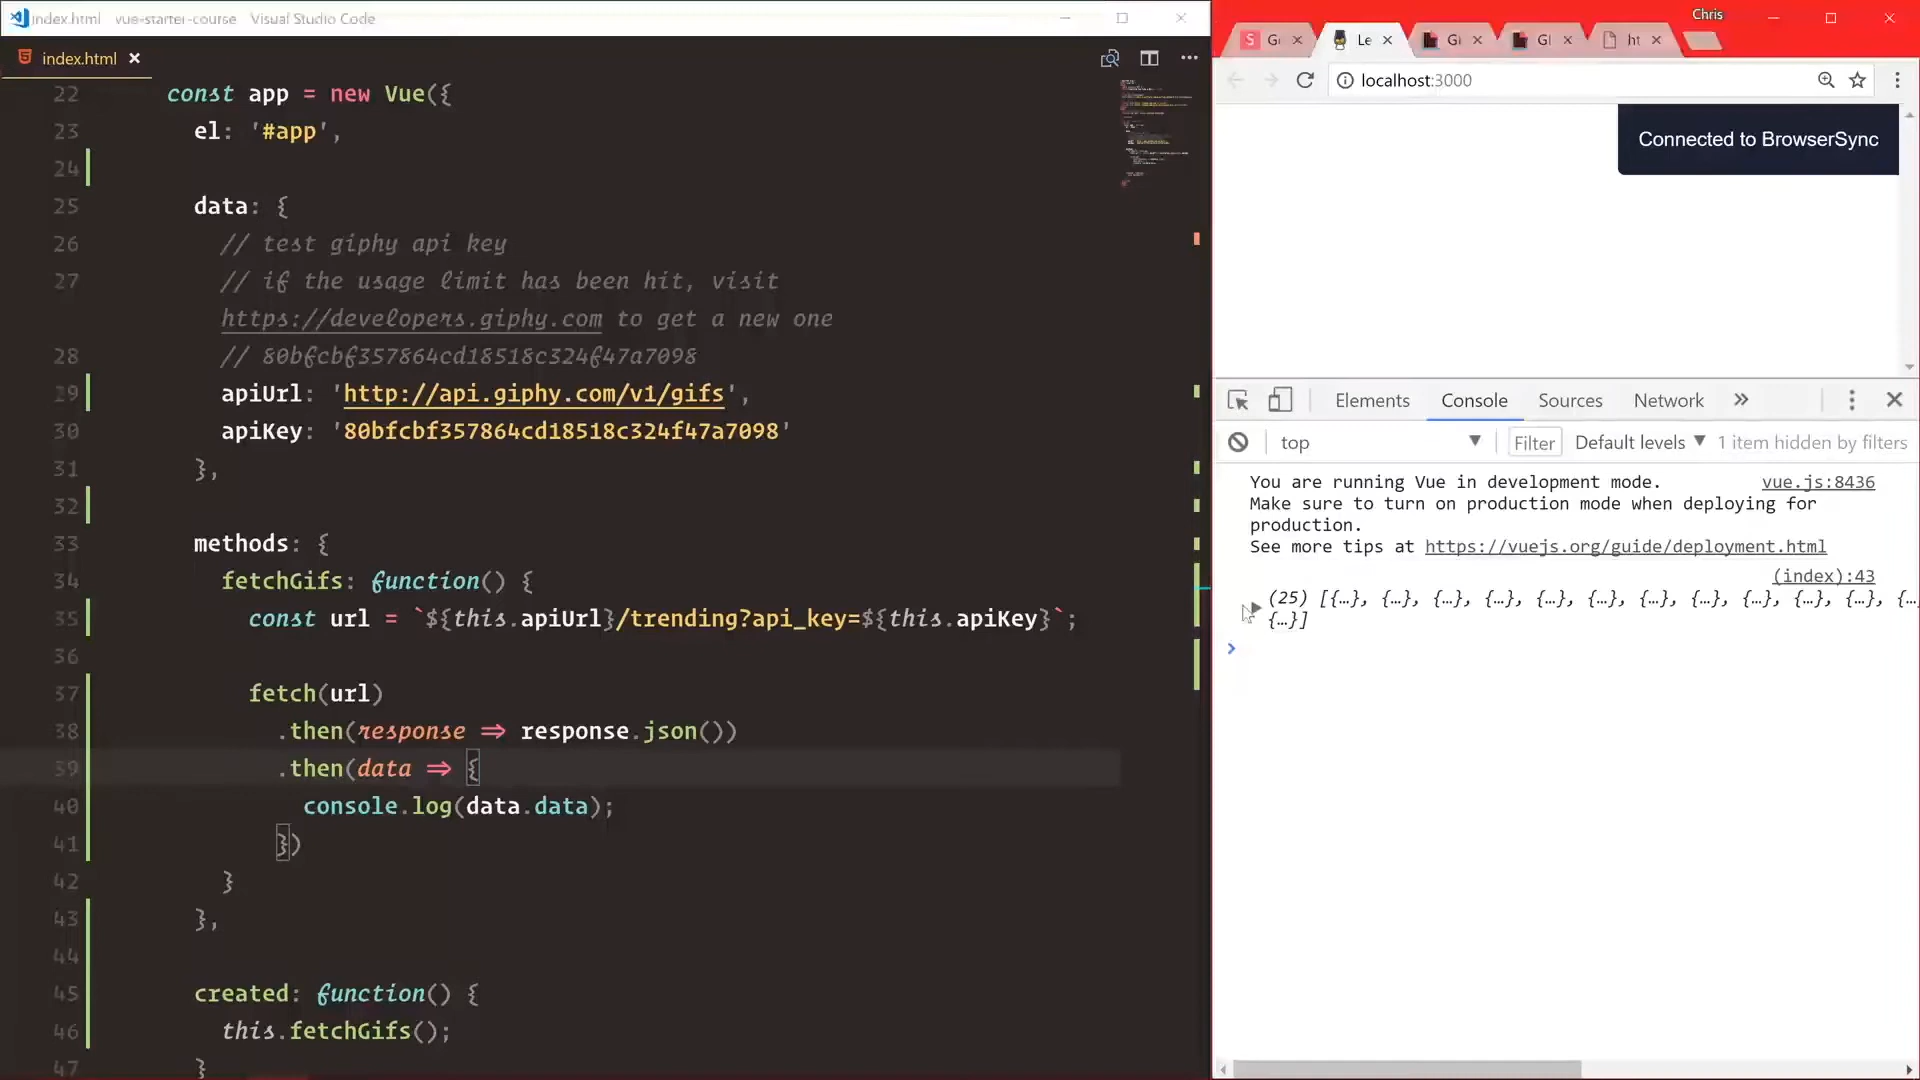 index.html vue-starter-course Visual Studio Code
index.html
22 const app = new Vue({
23 el: '#app',
24
25 data: {
26 // test giphy api key
27 // if the usage limit has been hit, visit
https://developers.giphy.com to get a new one
28 // 80bfcbf357864cd18518c324f47a7098
29 apiUrl: 'http://api.giphy.com/v1/gifs',
30 apiKey: '80bfcbf357864cd18518c324f47a7098'
31 },
32
33 methods: {
34 fetchGifs: function() {
35 const url = `${this.apiUrl}/trending?api_key=${this.apiKey}`;
36
37 fetch(url)
38 .then(response => response.json())
39 .then(data => {
40 console.log(data.data);
41 })
42 }
43 },
44
45 created: function() {
46 this.fetchGifs();
47 }
Chris
S Gi Le Gi Gl ht
localhost:3000
Connected to BrowserSync
Elements Console Sources Network »
top Filter Default levels 1 item hidden by filters
You are running Vue in development mode. vue.js:8436
Make sure to turn on production mode when deploying for
production.
See more tips at https://vuejs.org/guide/deployment.html
(index):43
(25) [{…}, {…}, {…}, {…}, {…}, {…}, {…}, {…}, {…}, {…}, {…}, {…
{…}]